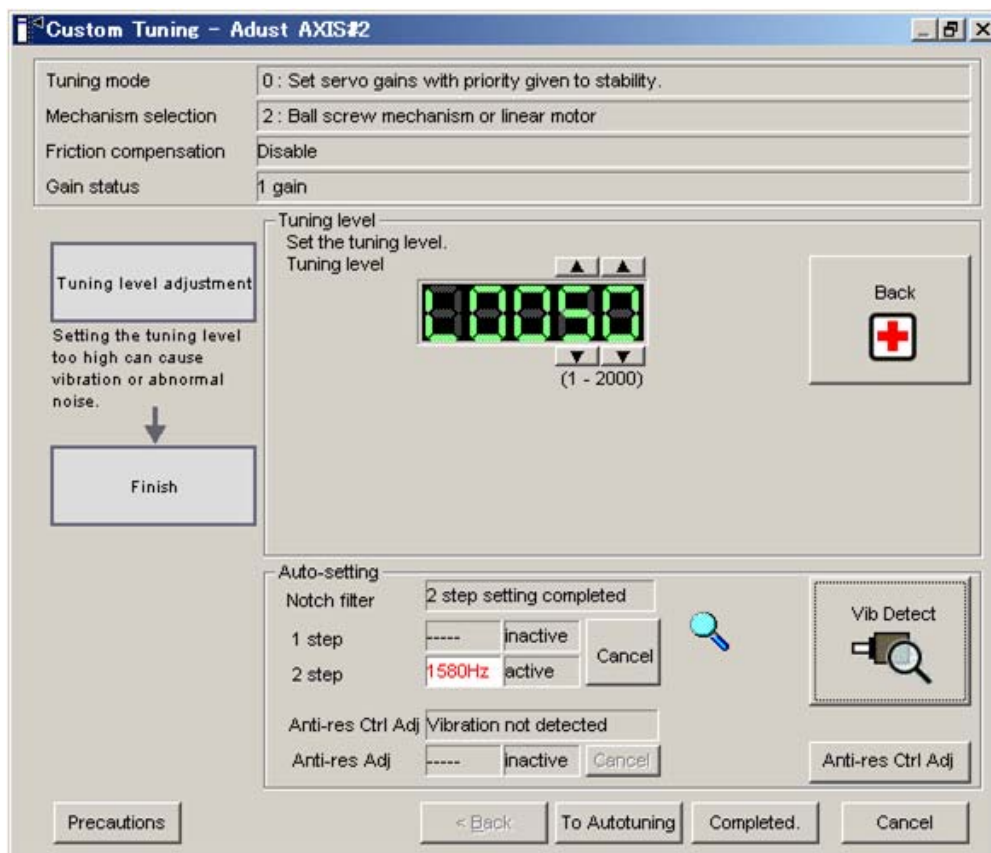 Custom Tuning - Adust AXIS#2
Tuning mode 0 : Set servo gains with priority given to stability.
Mechanism selection 2 : Ball screw mechanism or linear motor
Friction compensation Disable
Gain status 1 gain
Tuning level
Set the tuning level.
Tuning level
L0050
(1 - 2000)
Back
Tuning level adjustment
Setting the tuning level
too high can cause
vibration or abnormal
noise.
Finish
Auto-setting
Notch filter 2 step setting completed
1 step ----- inactive
2 step 1580Hz active
Cancel
Vib Detect
Anti-res Ctrl Adj Vibration not detected
Anti-res Adj ----- inactive Cancel
Anti-res Ctrl Adj
Precautions
< Back
To Autotuning
Completed.
Cancel